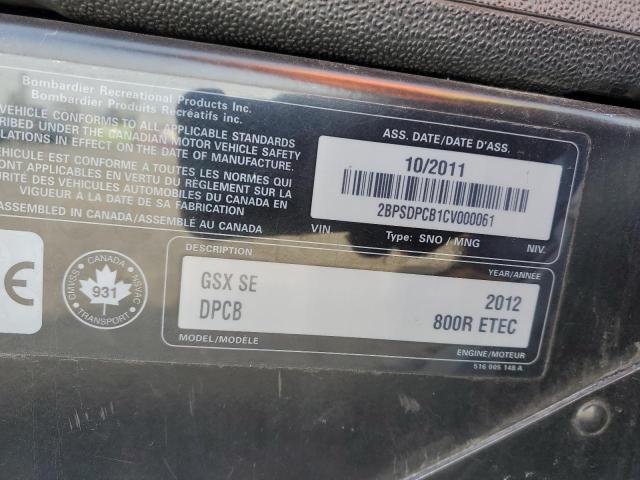 Bombardier Recreational Products Inc.
Bombardier Produits Récréatifs inc.
VEHICLE CONFORMS TO ALL APPLICABLE STANDARDS
RIBED UNDER THE CANADIAN MOTOR VEHICLE SAFETY
LATIONS IN EFFECT ON THE DATE OF MANUFACTURE.
HICULE EST CONFORME À TOUTES LES NORMES
ONT APPLICABLES EN VERTU DU RÈGLEMENT SUR LA
URITÉ DES VÉHICULES AUTOMOBILES DU CANADA EN
VIGUEUR À LA DATE DE SA FABRICATION
ASSEMBLED IN CANADA/ASSEMBLÉ AU CANADA
ASS. DATE/DATE D'ASS.
10/2011
2BPSDPCB1CV000061
VIN Type: SNO / MNG NIV.
CE
CANADA
CMVSS
NSVAC
931
TRANSPORT
YEAR/ANNÉE
GSX SE 2012
DPCB 800R ETEC
MODEL/MODÈLE ENGINE/MOTEUR
516 005 148 A